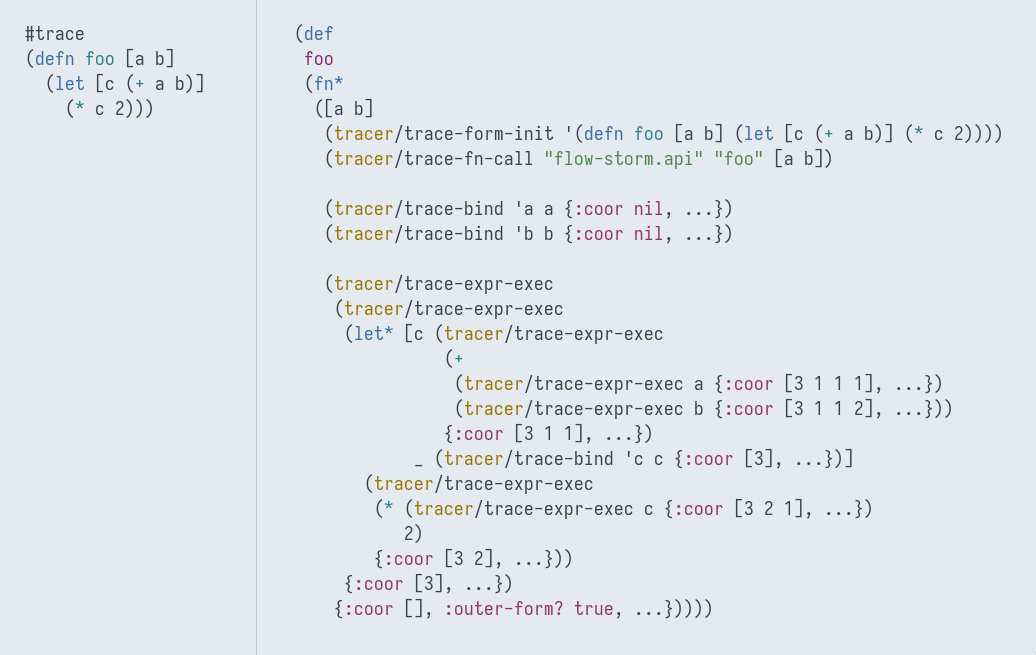 #trace
(defn foo [a b]
  (let [c (+ a b)]
    (* c 2)))
(def
 foo
 (fn*
  ([a b]
   (tracer/trace-form-init '(defn foo [a b] (let [c (+ a b)] (* c 2))))
   (tracer/trace-fn-call "flow-storm.api" "foo" [a b])
   (tracer/trace-bind 'a a {:coor nil, ...})
   (tracer/trace-bind 'b b {:coor nil, ...})
   (tracer/trace-expr-exec
    (tracer/trace-expr-exec
     (let* [c (tracer/trace-expr-exec
               (+
                (tracer/trace-expr-exec a {:coor [3 1 1 1], ...})
                (tracer/trace-expr-exec b {:coor [3 1 1 2], ...}))
               {:coor [3 1 1], ...})
            _ (tracer/trace-bind 'c c {:coor [3], ...})]
       (tracer/trace-expr-exec
        (* (tracer/trace-expr-exec c {:coor [3 2 1], ...})
           2)
        {:coor [3 2], ...}))
     {:coor [3], ...})
    {:coor [], :outer-form? true, ...}))))